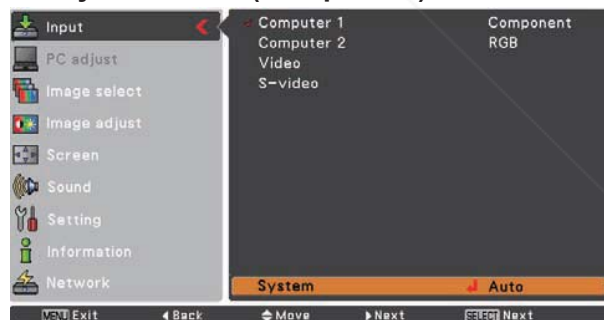 Input
PC adjust
Image select
Image adjust
Screen
Sound
Setting
Information
Network
Computer 1 Component
Computer 2 RGB
Video
S-video
System Auto
MENU Exit Back Move Next SELECT Next